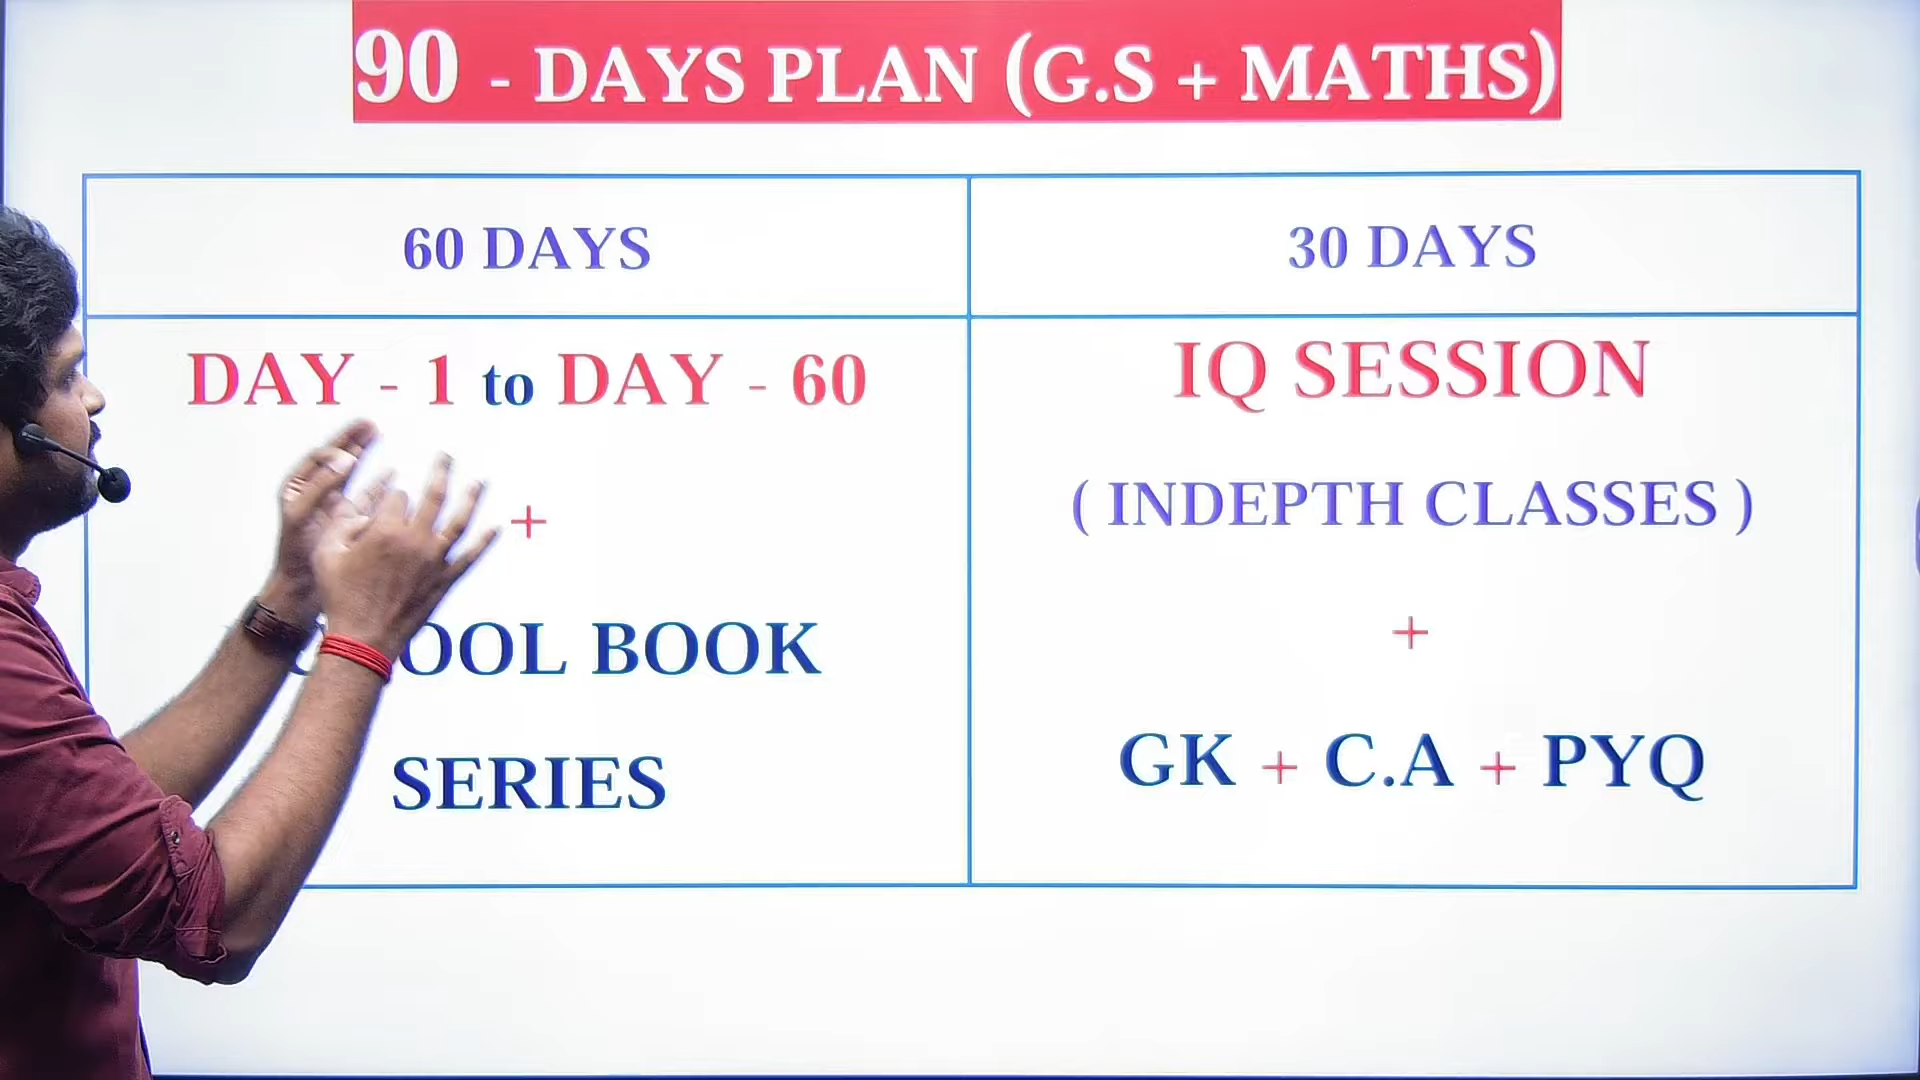 90 - DAYS PLAN (G.S + MATHS)
60 DAYS
30 DAYS
DAY - 1 to DAY - 60
+
BOOK
SERIES
IQ SESSION
( INDEPTH CLASSES )
+
GK + C.A + PYQ